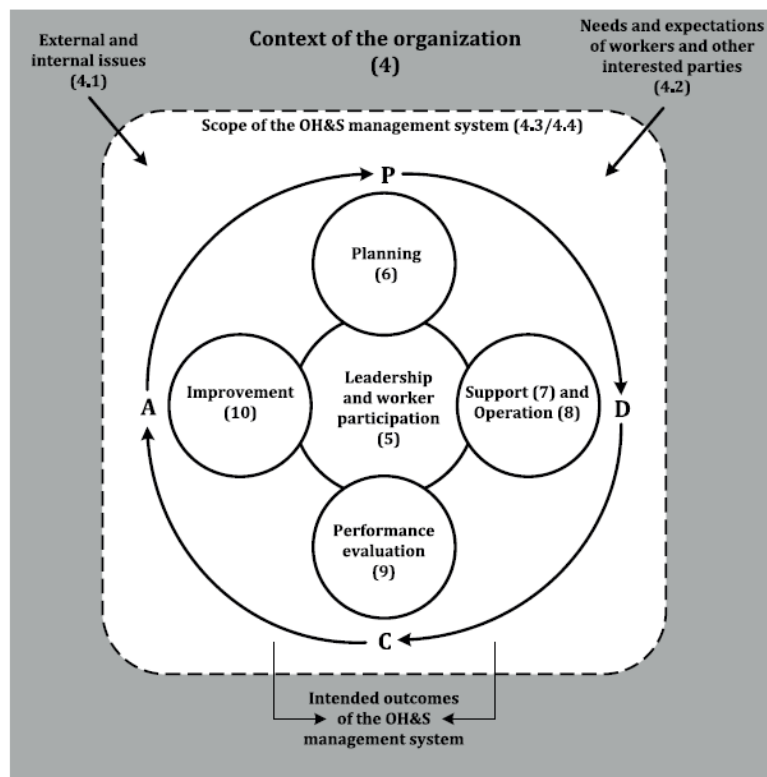 External and
internal issues
(4.1)
Context of the organization
(4)
Needs and expectations
of workers and other
interested parties
(4.2)
Scope of the OH&S management system (4.3/4.4)
P
Planning
(6)
A
Improvement
(10)
Leadership
and worker
participation
(5)
Support (7) and
Operation (8)
D
Performance
evaluation
(9)
C
Intended outcomes
of the OH&S
management system